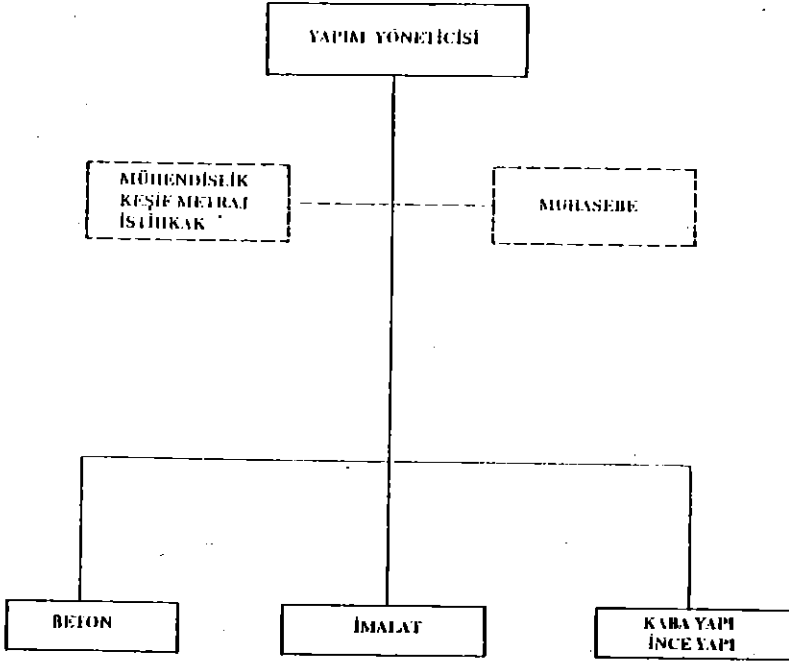 YAPIM YÖNETİCİSİ
MÜHENDİSLİK
KEŞİF METRAJ
İSTİHKAK
MUHASEBE
BETON
İMALAT
KABA YAPI
İNCE YAPI